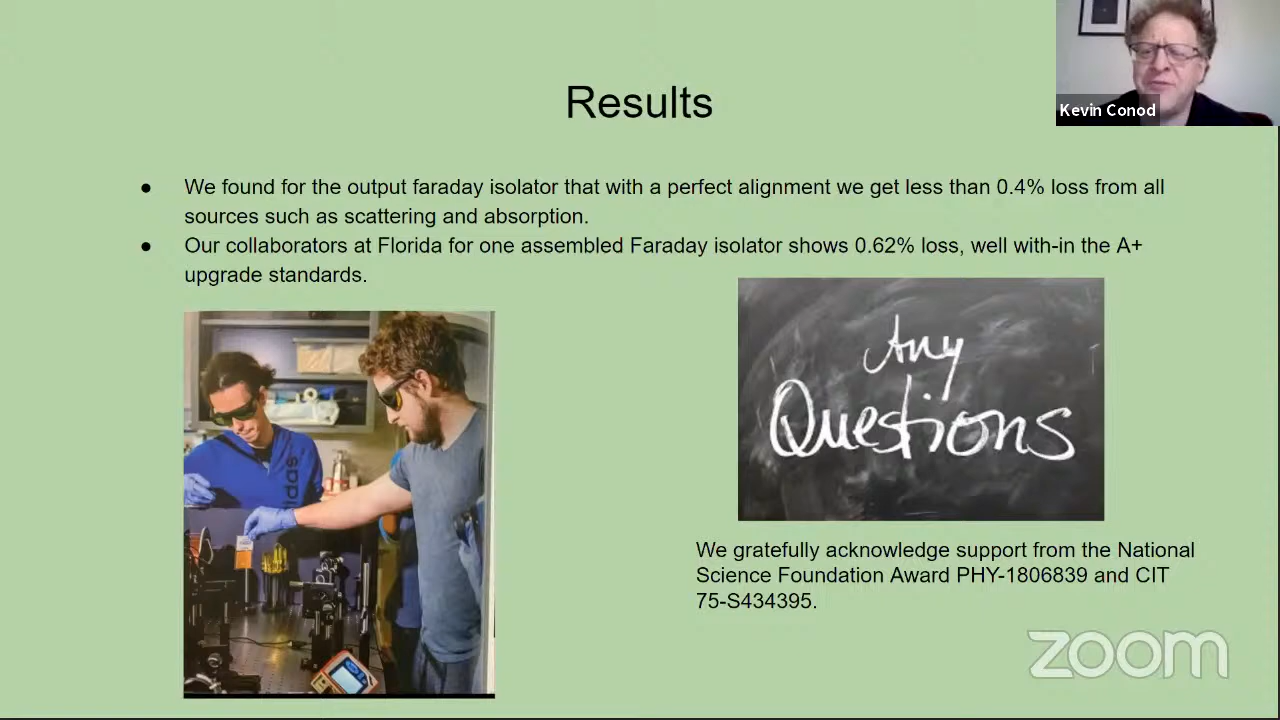 Results
Kevin Conod
● We found for the output faraday isolator that with a perfect alignment we get less than 0.4% loss from all
sources such as scattering and absorption.
● Our collaborators at Florida for one assembled Faraday isolator shows 0.62% loss, well with-in the A+
upgrade standards.
Any
Questions
adidas
We gratefully acknowledge support from the National
Science Foundation Award PHY-1806839 and CIT
75-S434395.
zoom